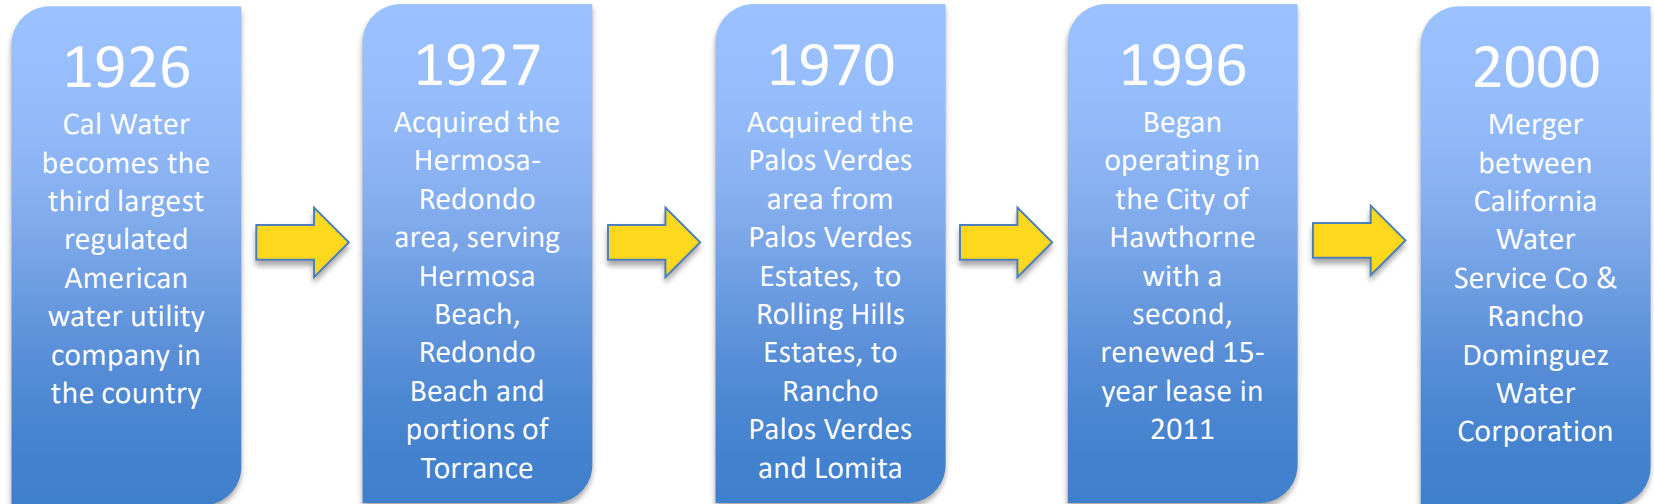 1926
Cal Water
becomes the
third largest
regulated
American
water utility
company in
the country
1927
Acquired the
Hermosa-
Redondo
area, serving
Hermosa
Beach,
Redondo
Beach and
portions of
Torrance
1970
Acquired the
Palos Verdes
area from
Palos Verdes
Estates,  to
Rolling Hills
Estates, to
Rancho
Palos Verdes
and Lomita
1996
Began
operating in
the City of
Hawthorne
with a
second,
renewed 15-
year lease in
2011
2000
Merger
between
California
Water
Service Co &
Rancho
Dominguez
Water
Corporation